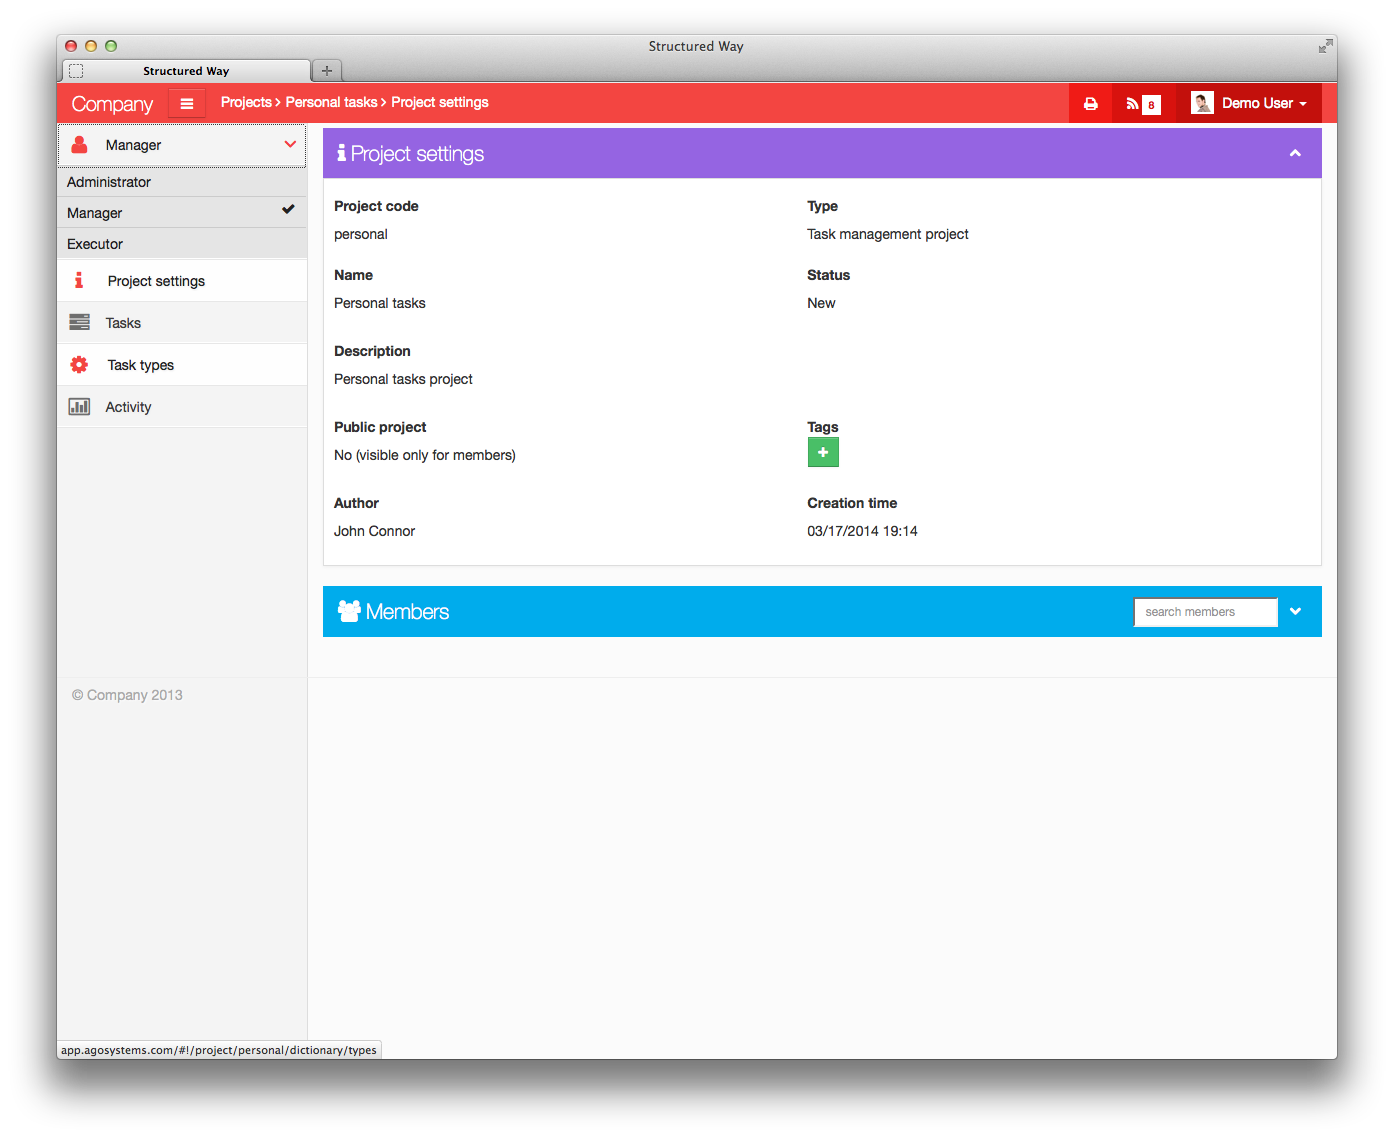 Structured Way
Structured Way
Company
Projects > Personal tasks > Project settings
8
Demo User
Manager
Administrator
Manager
Executor
Project settings
Tasks
Task types
Activity
Project settings
Project code
Type
personal
Task management project
Name
Status
Personal tasks
New
Description
Personal tasks project
Public project
Tags
No (visible only for members)
Author
Creation time
John Connor
03/17/2014 19:14
Members
search members
© Company 2013
app.agosystems.com/#!/project/personal/dictionary/types